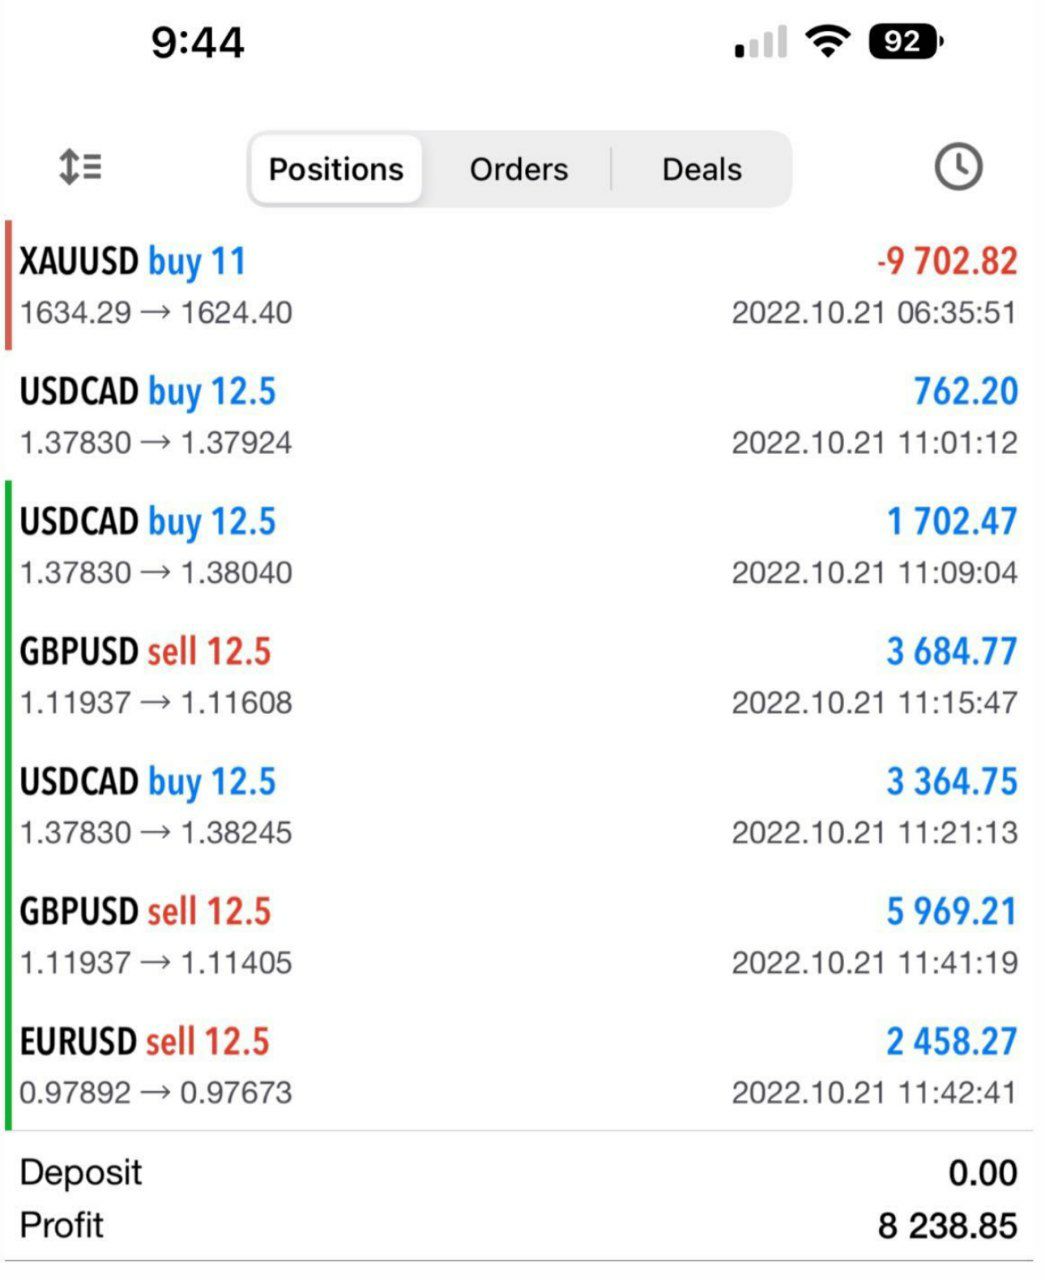 9:44 92
Positions Orders Deals
XAUUSD buy 11 -9 702.82
1634.29 → 1624.40 2022.10.21 06:35:51
USDCAD buy 12.5 762.20
1.37830 → 1.37924 2022.10.21 11:01:12
USDCAD buy 12.5 1 702.47
1.37830 → 1.38040 2022.10.21 11:09:04
GBPUSD sell 12.5 3 684.77
1.11937 → 1.11608 2022.10.21 11:15:47
USDCAD buy 12.5 3 364.75
1.37830 → 1.38245 2022.10.21 11:21:13
GBPUSD sell 12.5 5 969.21
1.11937 → 1.11405 2022.10.21 11:41:19
EURUSD sell 12.5 2 458.27
0.97892 → 0.97673 2022.10.21 11:42:41
Deposit 0.00
Profit 8 238.85